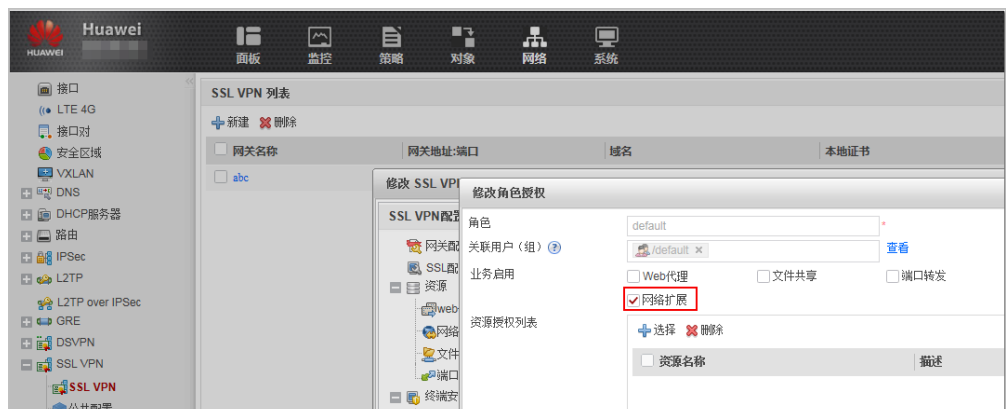 HUAWEI
Huawei
面板 监控 策略 对象 网络 系统
接口
LTE 4G
接口对
安全区域
VXLAN
DNS
DHCP服务器
路由
IPSec
L2TP
L2TP over IPSec
GRE
DSVPN
SSL VPN
SSL VPN
公共配置
SSL VPN 列表
新建 删除
网关名称 网关地址:端口 域名 本地证书
abc
修改 SSL VPN
SSL VPN配置
网关配
SSL配
资源
web
网络
文件
端口
终端安
修改角色授权
角色 default *
关联用户（组） ? /default × 查看
业务启用 Web代理 文件共享 端口转发
网络扩展
资源授权列表 选择 删除
资源名称 描述